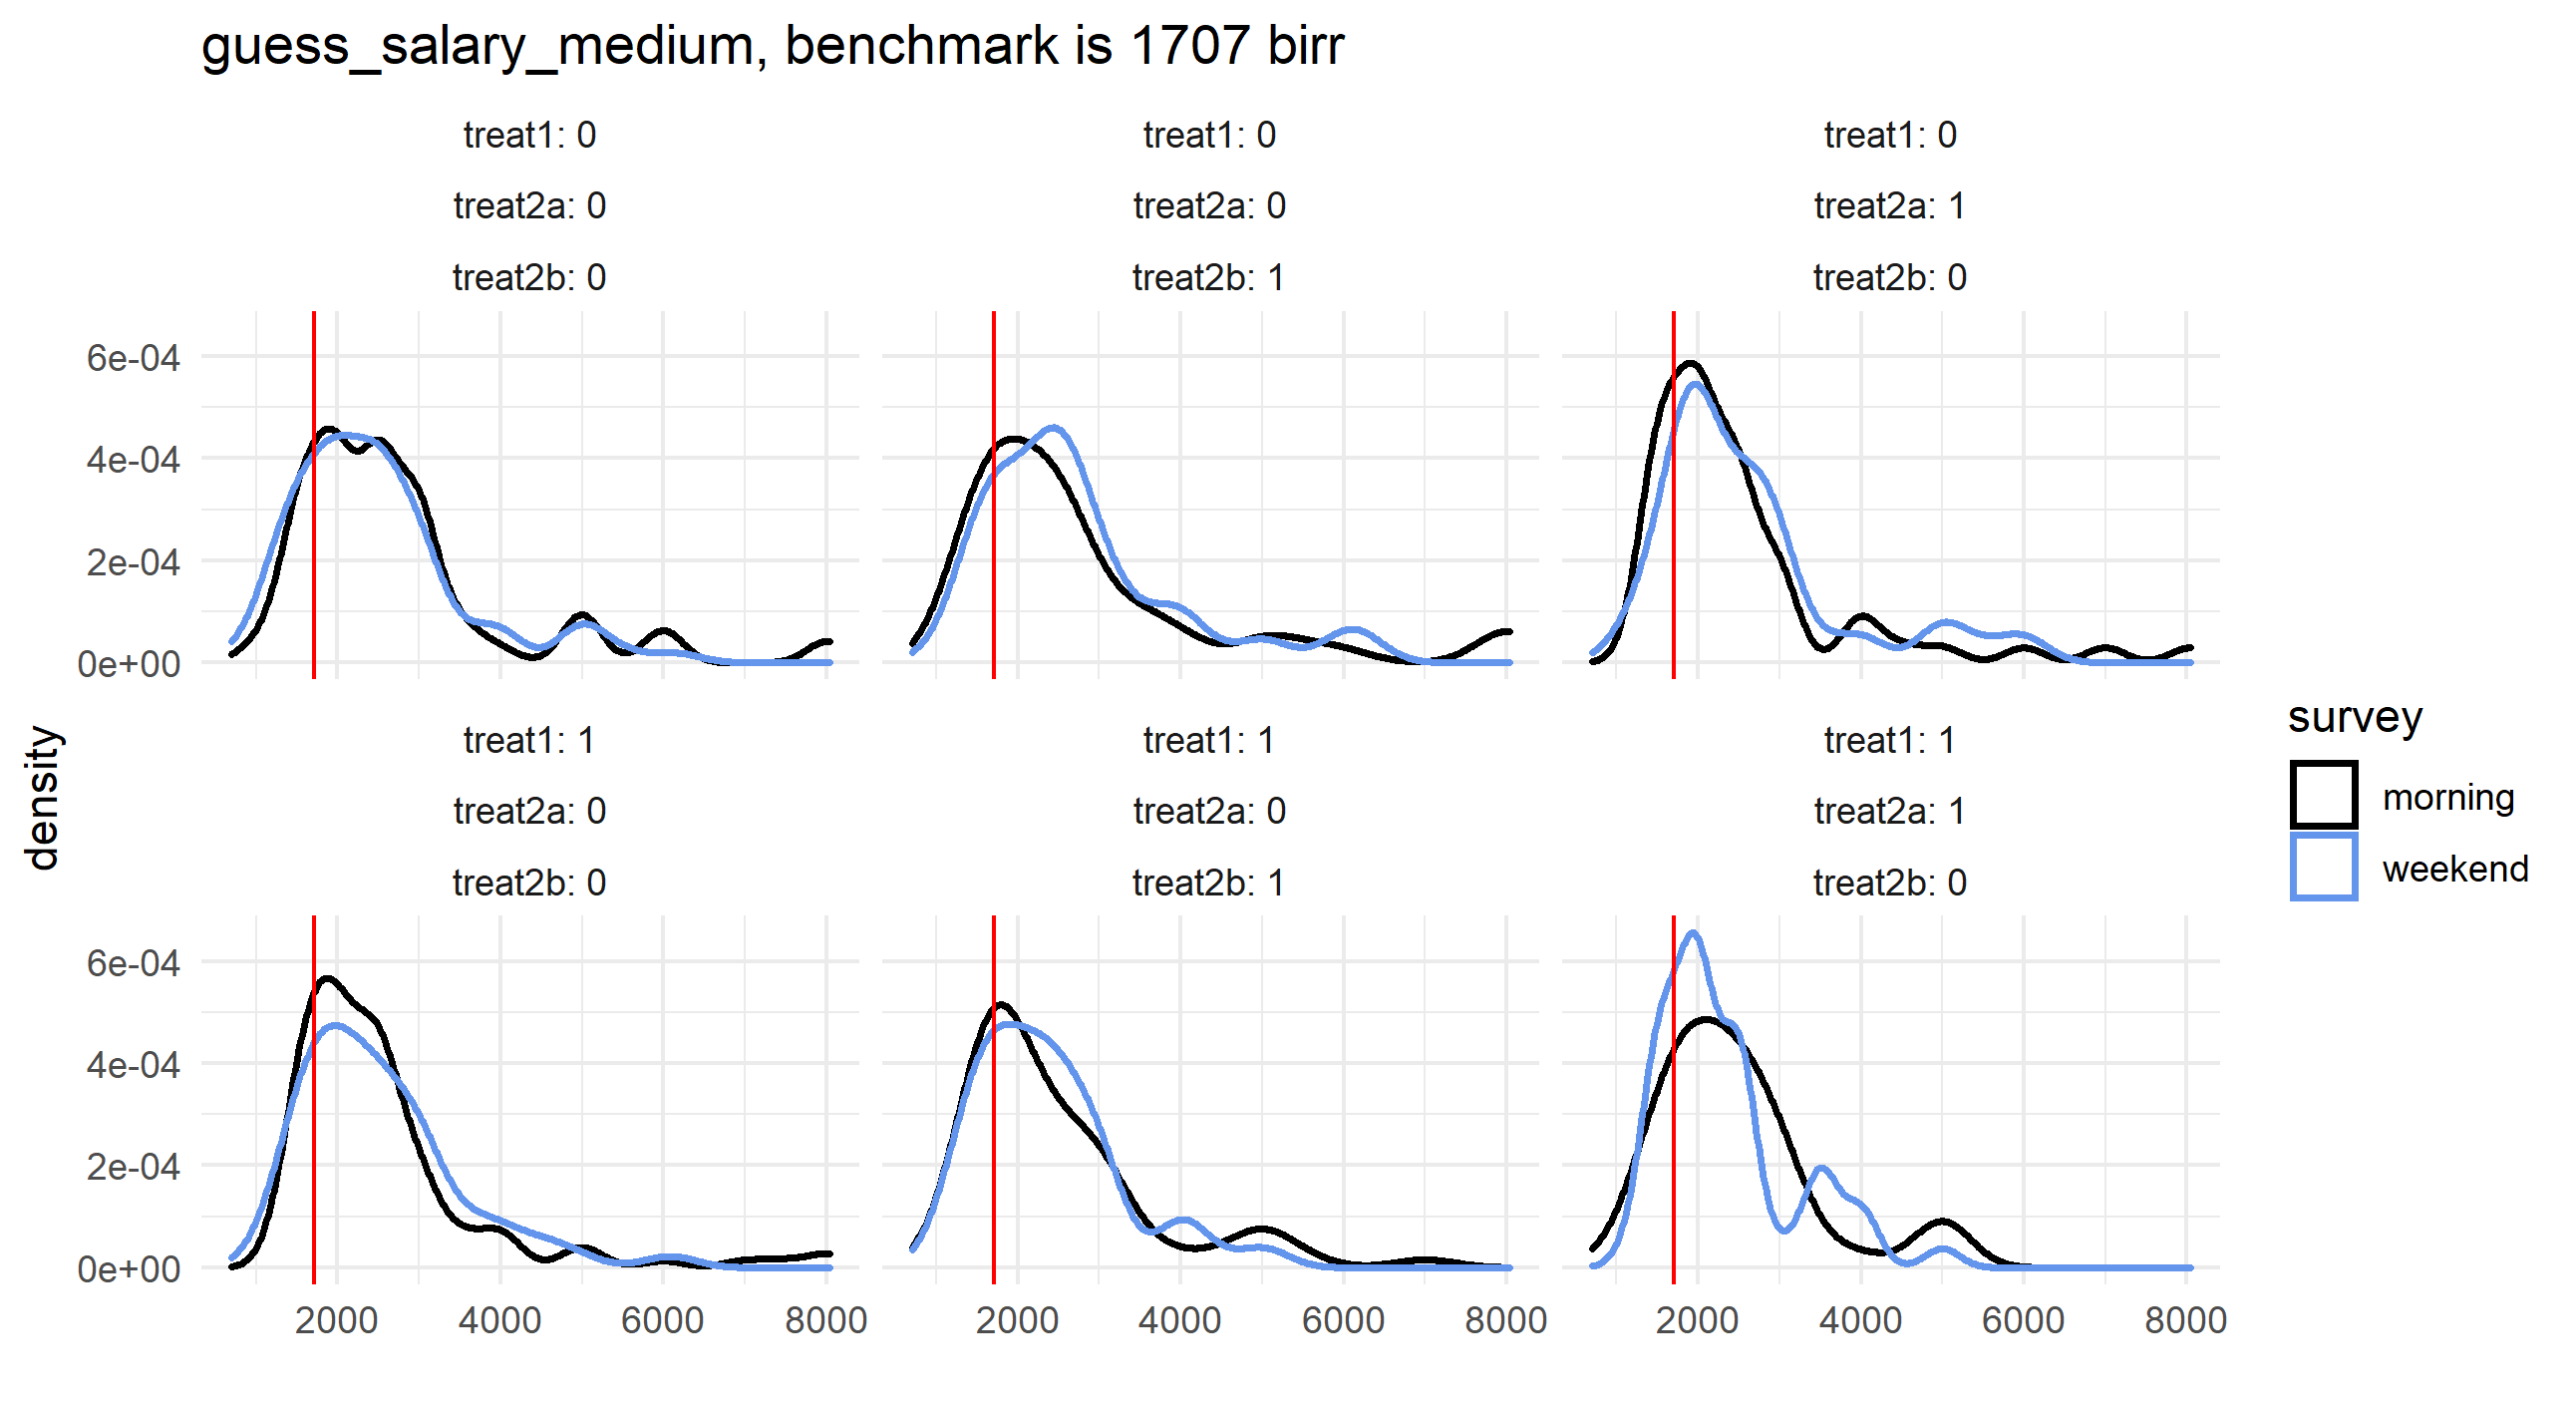 guess_salary_medium, benchmark is 1707 birr
treat1: 0
treat2a: 0
treat2b: 0
treat1: 0
treat2a: 0
treat2b: 1
treat1: 0
treat2a: 1
treat2b: 0
6e-04
4e-04
2e-04
0e+00
treat1: 1
treat2a: 0
treat2b: 0
treat1: 1
treat2a: 0
treat2b: 1
treat1: 1
treat2a: 1
treat2b: 0
6e-04
4e-04
2e-04
0e+00
2000 4000 6000 8000
2000 4000 6000 8000
2000 4000 6000 8000
density
survey
morning
weekend